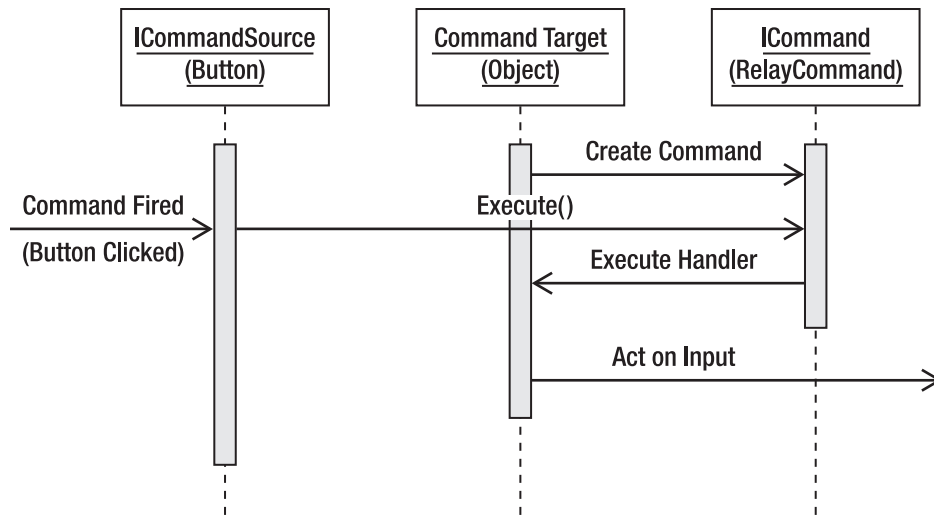 ICommandSource
(Button)
Command Target
(Object)
ICommand
(RelayCommand)
Create Command
Command Fired
(Button Clicked)
Execute()
Execute Handler
Act on Input